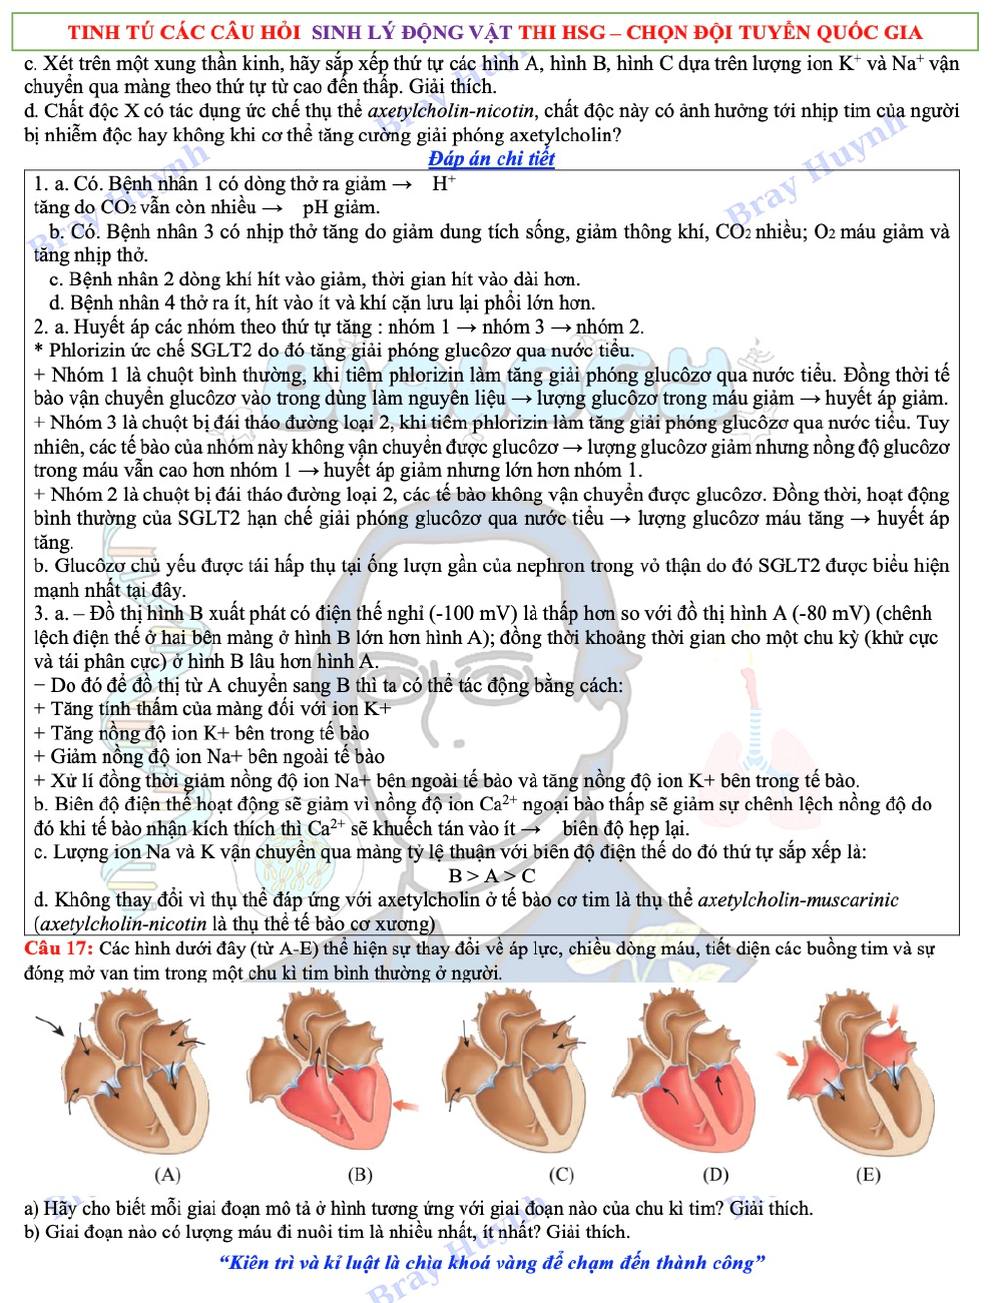 TINH TÚ CÁC CÂU HỎI SINH LÝ ĐỘNG VẬT THI HSG – CHỌN ĐỘI TUYỂN QUỐC GIA
c. Xét trên một xung thần kinh, hãy sắp xếp thứ tự các hình A, hình B, hình C dựa trên lượng ion K⁺ và Na⁺ vận
chuyển qua màng theo thứ tự từ cao đến thấp. Giải thích.
d. Chất độc X có tác dụng ức chế thụ thể axetylcholin-nicotin, chất độc này có ảnh hưởng tới nhịp tim của người
bị nhiễm độc hay không khi cơ thể tăng cường giải phóng axetylcholin?
Đáp án chi tiết
1. a. Có. Bệnh nhân 1 có dòng thở ra giảm → H⁺
tăng do CO₂ vẫn còn nhiều → pH giảm.
b. Có. Bệnh nhân 3 có nhịp thở tăng do giảm dung tích sống, giảm thông khí, CO₂ nhiều; O₂ máu giảm và
tăng nhịp thở.
c. Bệnh nhân 2 dòng khí hít vào giảm, thời gian hít vào dài hơn.
d. Bệnh nhân 4 thở ra ít, hít vào ít và khí cặn lưu lại phổi lớn hơn.
2. a. Huyết áp các nhóm theo thứ tự tăng : nhóm 1 → nhóm 3 → nhóm 2.
* Phlorizin ức chế SGLT2 do đó tăng giải phóng glucôzơ qua nước tiểu.
+ Nhóm 1 là chuột bình thường, khi tiêm phlorizin làm tăng giải phóng glucôzơ qua nước tiểu. Đồng thời tế
bào vận chuyển glucôzơ vào trong dùng làm nguyên liệu → lượng glucôzơ trong máu giảm → huyết áp giảm.
+ Nhóm 3 là chuột bị đái tháo đường loại 2, khi tiêm phlorizin làm tăng giải phóng glucôzơ qua nước tiểu. Tuy
nhiên, các tế bào của nhóm này không vận chuyển được glucôzơ → lượng glucôzơ giảm nhưng nồng độ glucôzơ
trong máu vẫn cao hơn nhóm 1 → huyết áp giảm nhưng lớn hơn nhóm 1.
+ Nhóm 2 là chuột bị đái tháo đường loại 2, các tế bào không vận chuyển được glucôzơ. Đồng thời, hoạt động
bình thường của SGLT2 hạn chế giải phóng glucôzơ qua nước tiểu → lượng glucôzơ máu tăng → huyết áp
tăng.
b. Glucôzơ chủ yếu được tái hấp thụ tại ống lượn gần của nephron trong vỏ thận do đó SGLT2 được biểu hiện
mạnh nhất tại đây.
3. a. – Đồ thị hình B xuất phát có điện thế nghỉ (-100 mV) là thấp hơn so với đồ thị hình A (-80 mV) (chênh
lệch điện thế ở hai bên màng ở hình B lớn hơn hình A); đồng thời khoảng thời gian cho một chu kỳ (khử cực
và tái phân cực) ở hình B lâu hơn hình A.
− Do đó để đồ thị từ A chuyển sang B thì ta có thể tác động bằng cách:
+ Tăng tính thấm của màng đối với ion K+
+ Tăng nồng độ ion K+ bên trong tế bào
+ Giảm nồng độ ion Na+ bên ngoài tế bào
+ Xử lí đồng thời giảm nồng độ ion Na+ bên ngoài tế bào và tăng nồng độ ion K+ bên trong tế bào.
b. Biên độ điện thế hoạt động sẽ giảm vì nồng độ ion Ca²⁺ ngoại bào thấp sẽ giảm sự chênh lệch nồng độ do
đó khi tế bào nhận kích thích thì Ca²⁺ sẽ khuếch tán vào ít → biên độ hẹp lại.
c. Lượng ion Na và K vận chuyển qua màng tỷ lệ thuận với biên độ điện thế do đó thứ tự sắp xếp là:
B > A > C
d. Không thay đổi vì thụ thể đáp ứng với axetylcholin ở tế bào cơ tim là thụ thể axetylcholin-muscarinic
(axetylcholin-nicotin là thụ thể tế bào cơ xương)
Câu 17: Các hình dưới đây (từ A-E) thể hiện sự thay đổi về áp lực, chiều dòng máu, tiết diện các buồng tim và sự
đóng mở van tim trong một chu kì tim bình thường ở người.
(A) (B) (C) (D) (E)
a) Hãy cho biết mỗi giai đoạn mô tả ở hình tương ứng với giai đoạn nào của chu kì tim? Giải thích.
b) Giai đoạn nào có lượng máu đi nuôi tim là nhiều nhất, ít nhất? Giải thích.
“Kiên trì và kỉ luật là chìa khoá vàng để chạm đến thành công”
Bray Huynh
Bray Huynh
Bray Huynh
Bray Huynh
BIOLOGY